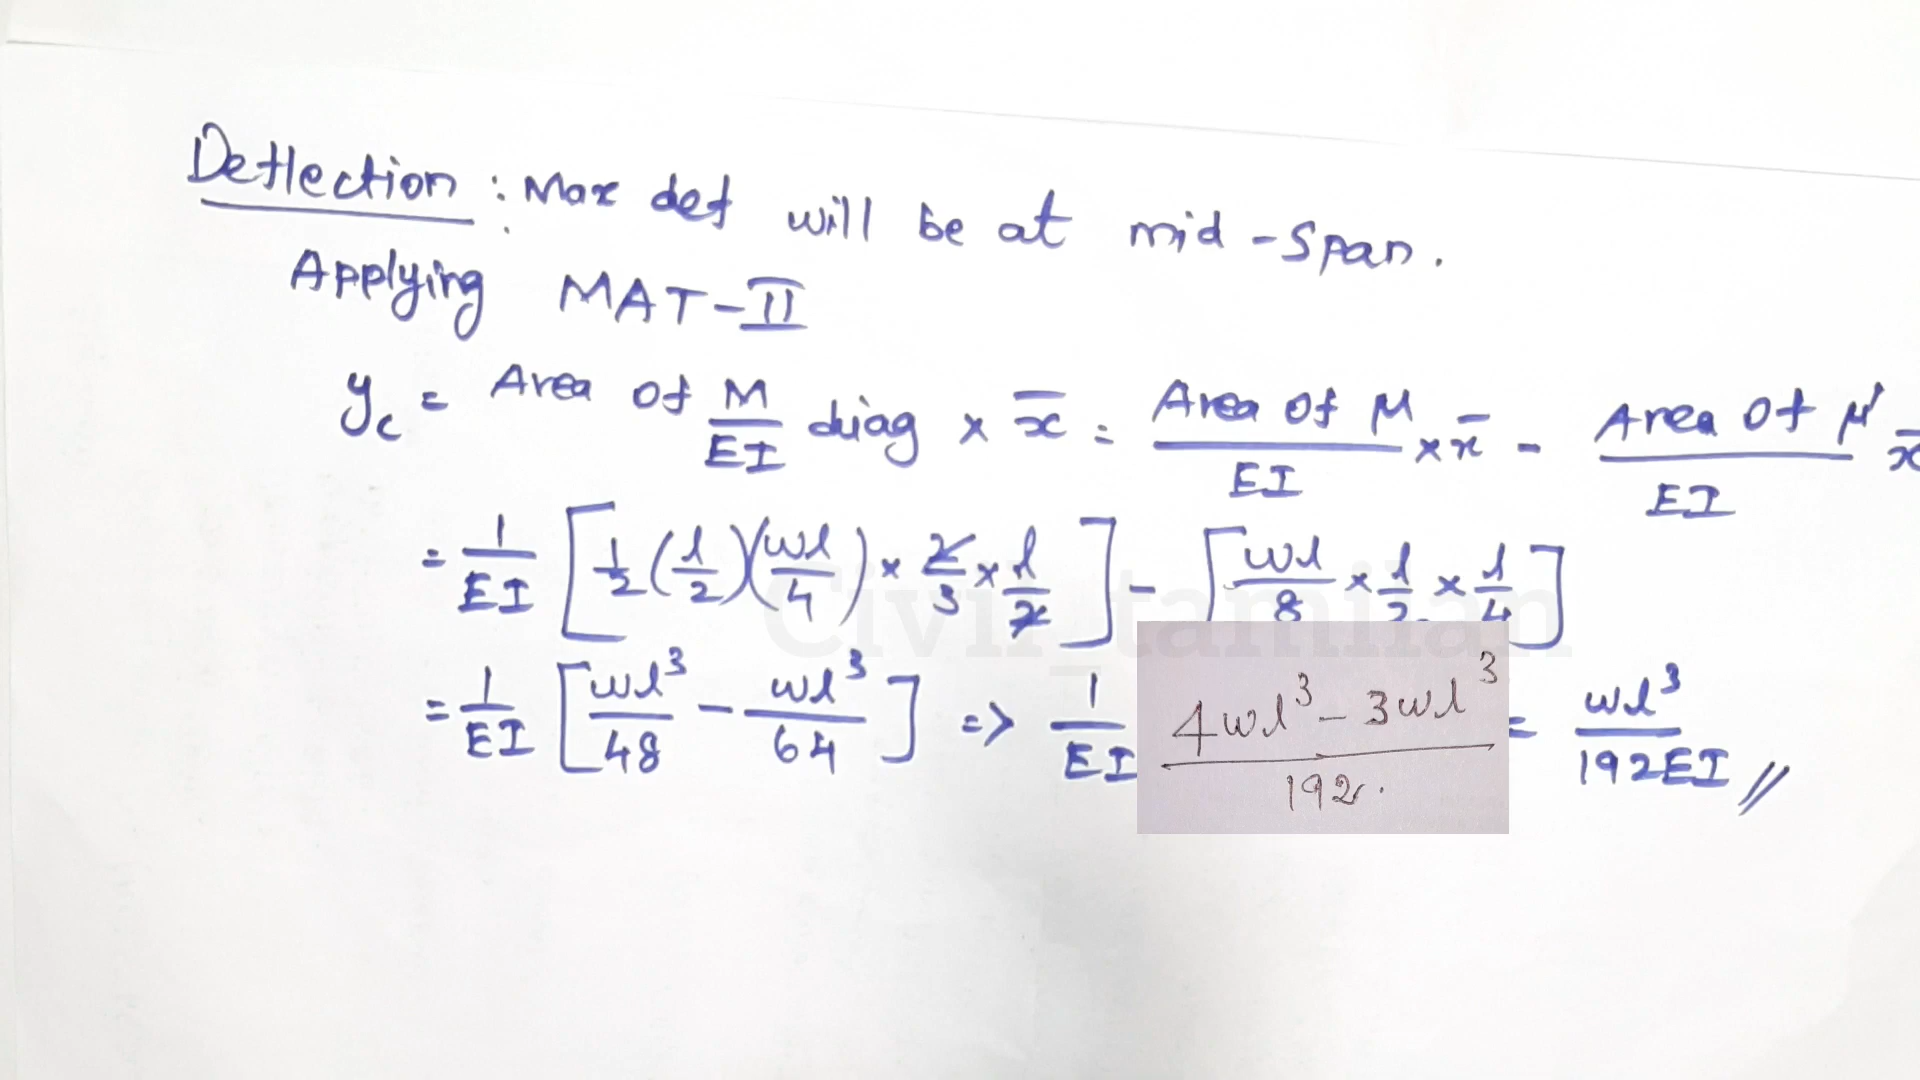 Deflection : Max def will be at mid-span.
Applying MAT-II
y_c = Area of M/EI diag × x̄ = Area of M/EI × x̄ - Area of M'/EI x̄
= 1/EI [1/2 (l/2)(wl/4) × 2/3 × l/2] - [wl/8 × l/2 × l/4]
= 1/EI [wl³/48 - wl³/64] => 1/EI (4wl³ - 3wl³)/192. = wl³/192EI //
Civil_tamilan